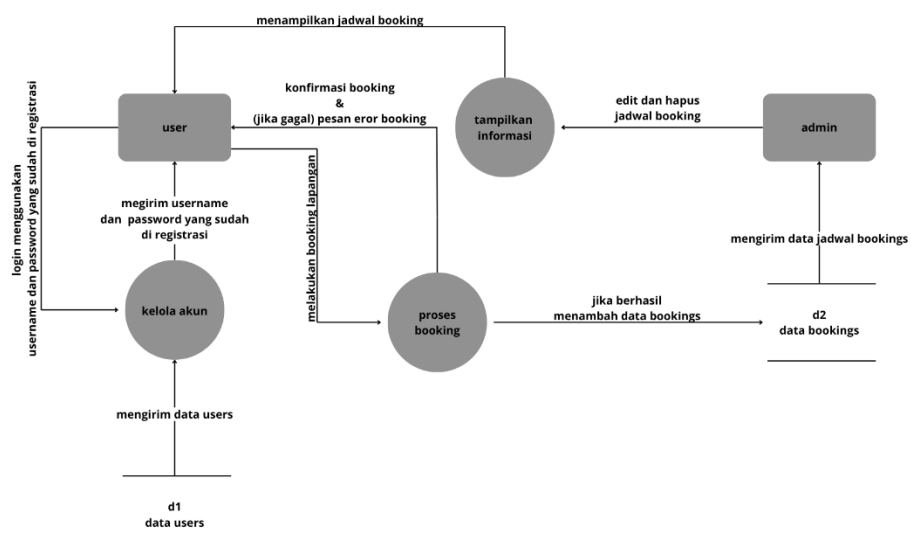 menampilkan jadwal booking
konfirmasi booking
&
(jika gagal) pesan eror booking
tampilkan
informasi
edit dan hapus
jadwal booking
user
admin
login menggunakan
username dan password yang sudah di registrasi
megirim username
dan password yang sudah
di registrasi
melakukan booking lapangan
mengirim data jadwal bookings
kelola akun
proses
booking
jika berhasil
menambah data bookings
d2
data bookings
mengirim data users
d1
data users